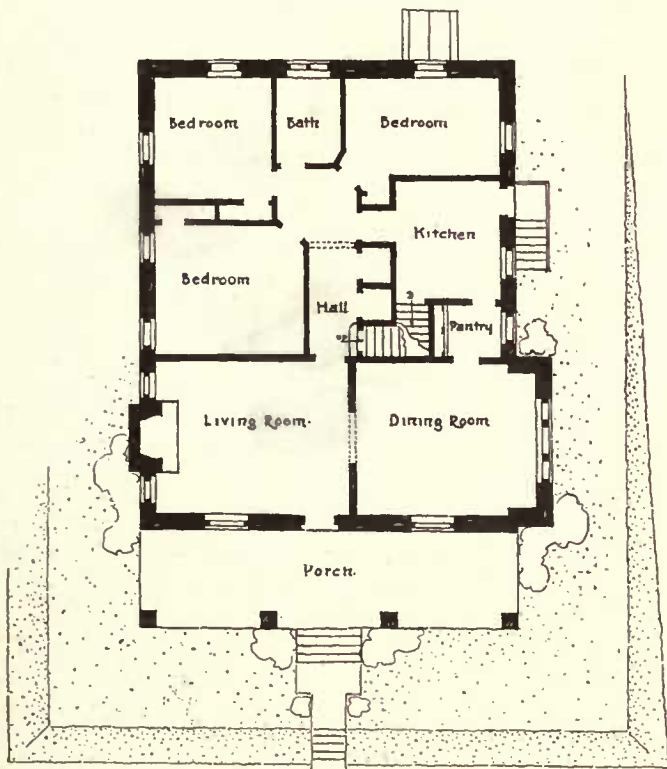 Bedroom
Bath
Bedroom
Kitchen
Bedroom
Hall
Pantry
Living Room.
Dining Room
Porch.